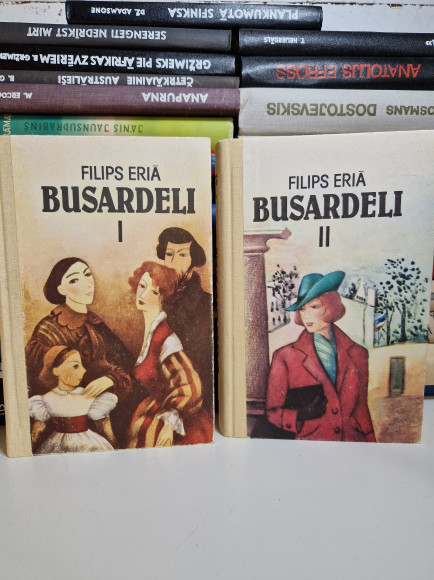 DŽ. ADAMSONE PLANKUMOTĀ SFINKSA
SERENGETI NEDRĪKST MIRT
GRŽIMEKS PIE ĀFRIKAS ZVĒRIEM
ČETRKĀJAINIE AUSTRĀLIEŠI
ANAPURNA
JĀNIS JAUNSUDRABIŅŠ
ANATOLIJS EFROSS
DOSTOJEVSKIS
FILIPS ERIĀ
BUSARDELI
I
FILIPS ERIĀ
BUSARDELI
II